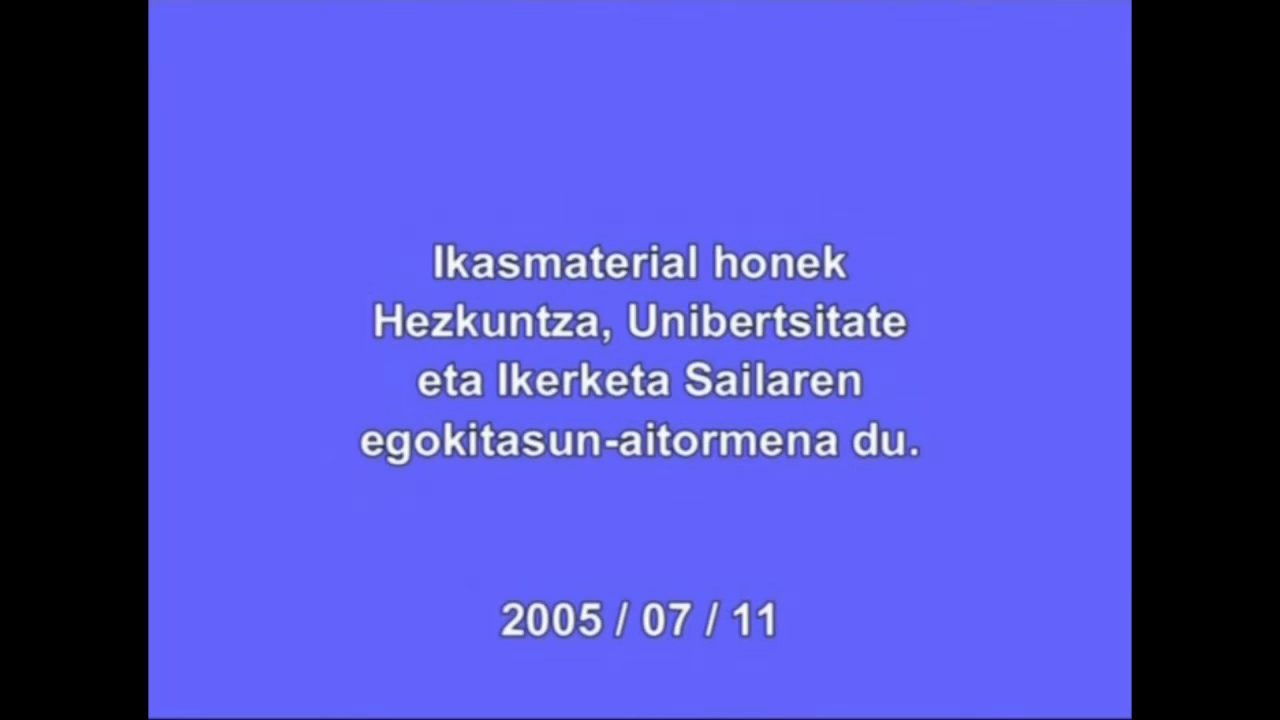 Ikasmaterial honek
Hezkuntza, Unibertsitate
eta Ikerketa Sailaren
egokitasun-aitormena du.
2005 / 07 / 11